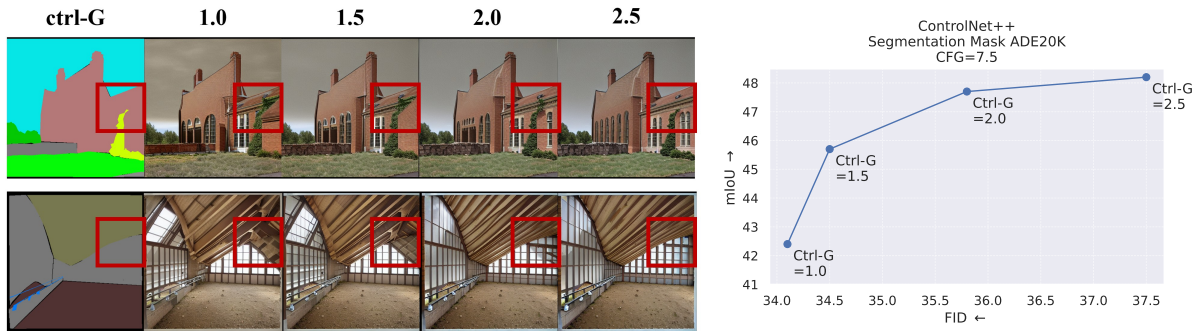 ctrl-G 1.0 1.5 2.0 2.5
ControlNet++
Segmentation Mask ADE20K
CFG=7.5
mIoU →
48
47
46
45
44
43
42
41
Ctrl-G
=1.0
Ctrl-G
=1.5
Ctrl-G
=2.0
Ctrl-G
=2.5
34.0 34.5 35.0 35.5 36.0 36.5 37.0 37.5
FID ←